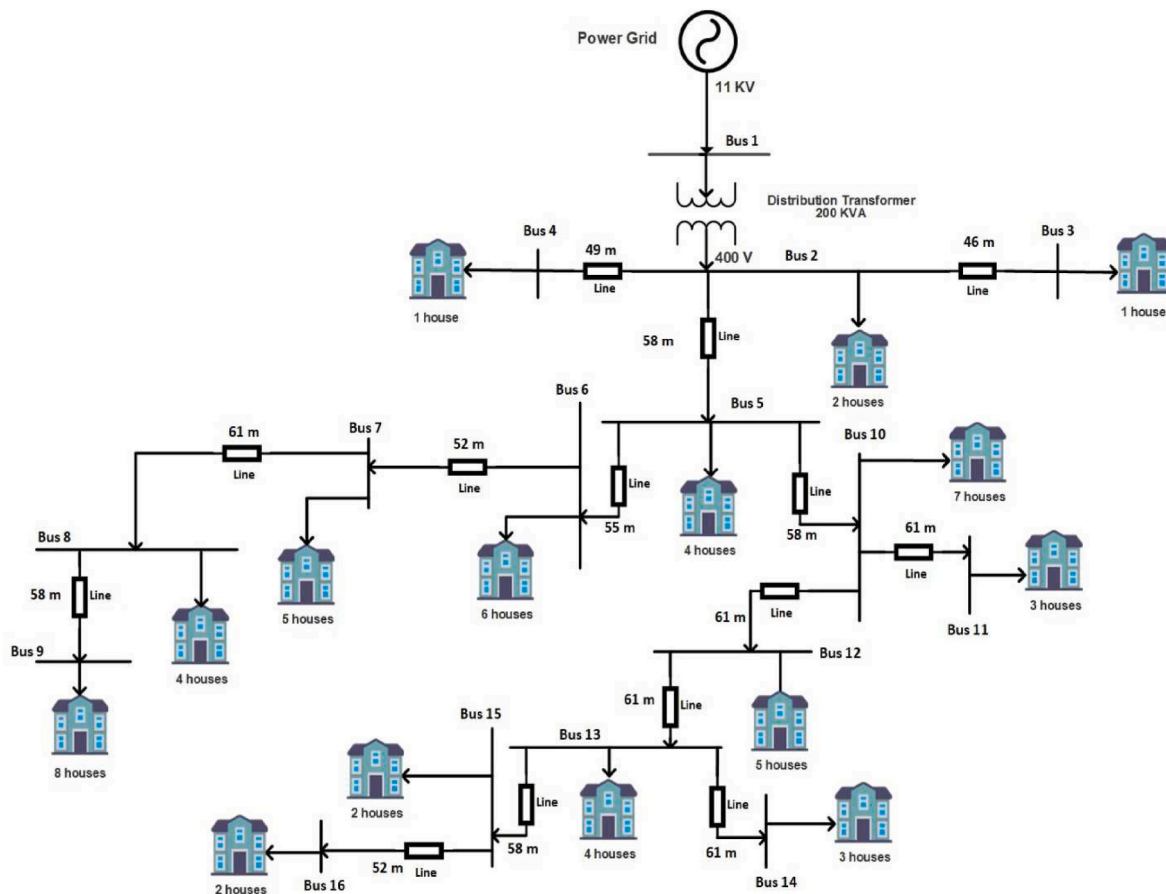 Power Grid
11 KV
Bus 1
Distribution Transformer
200 KVA
Bus 4
49 m
400 V
Bus 2
46 m
Bus 3
Line
Line
1 house
1 house
58 m
Line
2 houses
Bus 6
Bus 5
Bus 10
61 m
Bus 7
52 m
Line
Line
Line
Line
7 houses
55 m
4 houses
58 m
61 m
Line
Bus 8
58 m
Line
5 houses
6 houses
Line
3 houses
61 m
Bus 11
Bus 9
4 houses
Bus 12
61 m
Line
8 houses
Bus 15
Bus 13
5 houses
Line
Line
2 houses
Line
58 m
4 houses
61 m
3 houses
52 m
Bus 14
2 houses
Bus 16